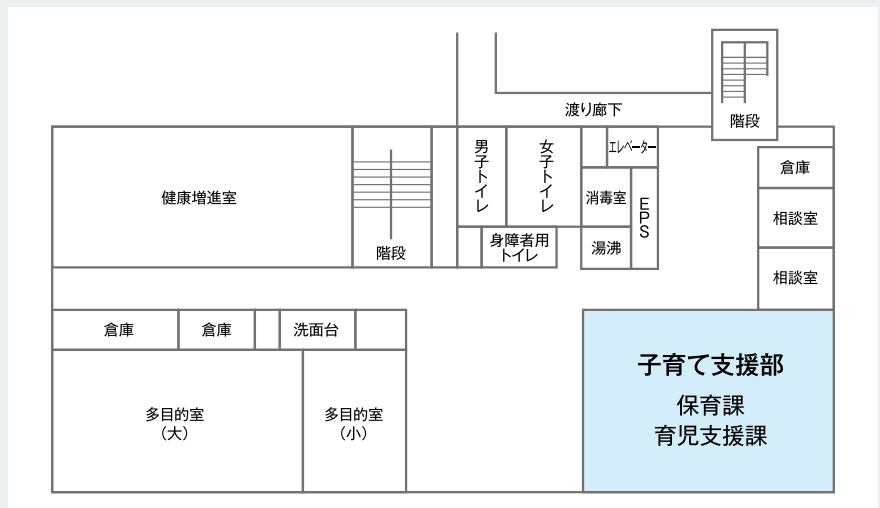 渡り廊下
階段
健康増進室
階段
男子トイレ
女子トイレ
エレベーター
消毒室
EPS
身障者用
トイレ
湯沸
倉庫
相談室
相談室
倉庫
倉庫
洗面台
多目的室
（大）
多目的室
（小）
子育て支援部
保育課
育児支援課